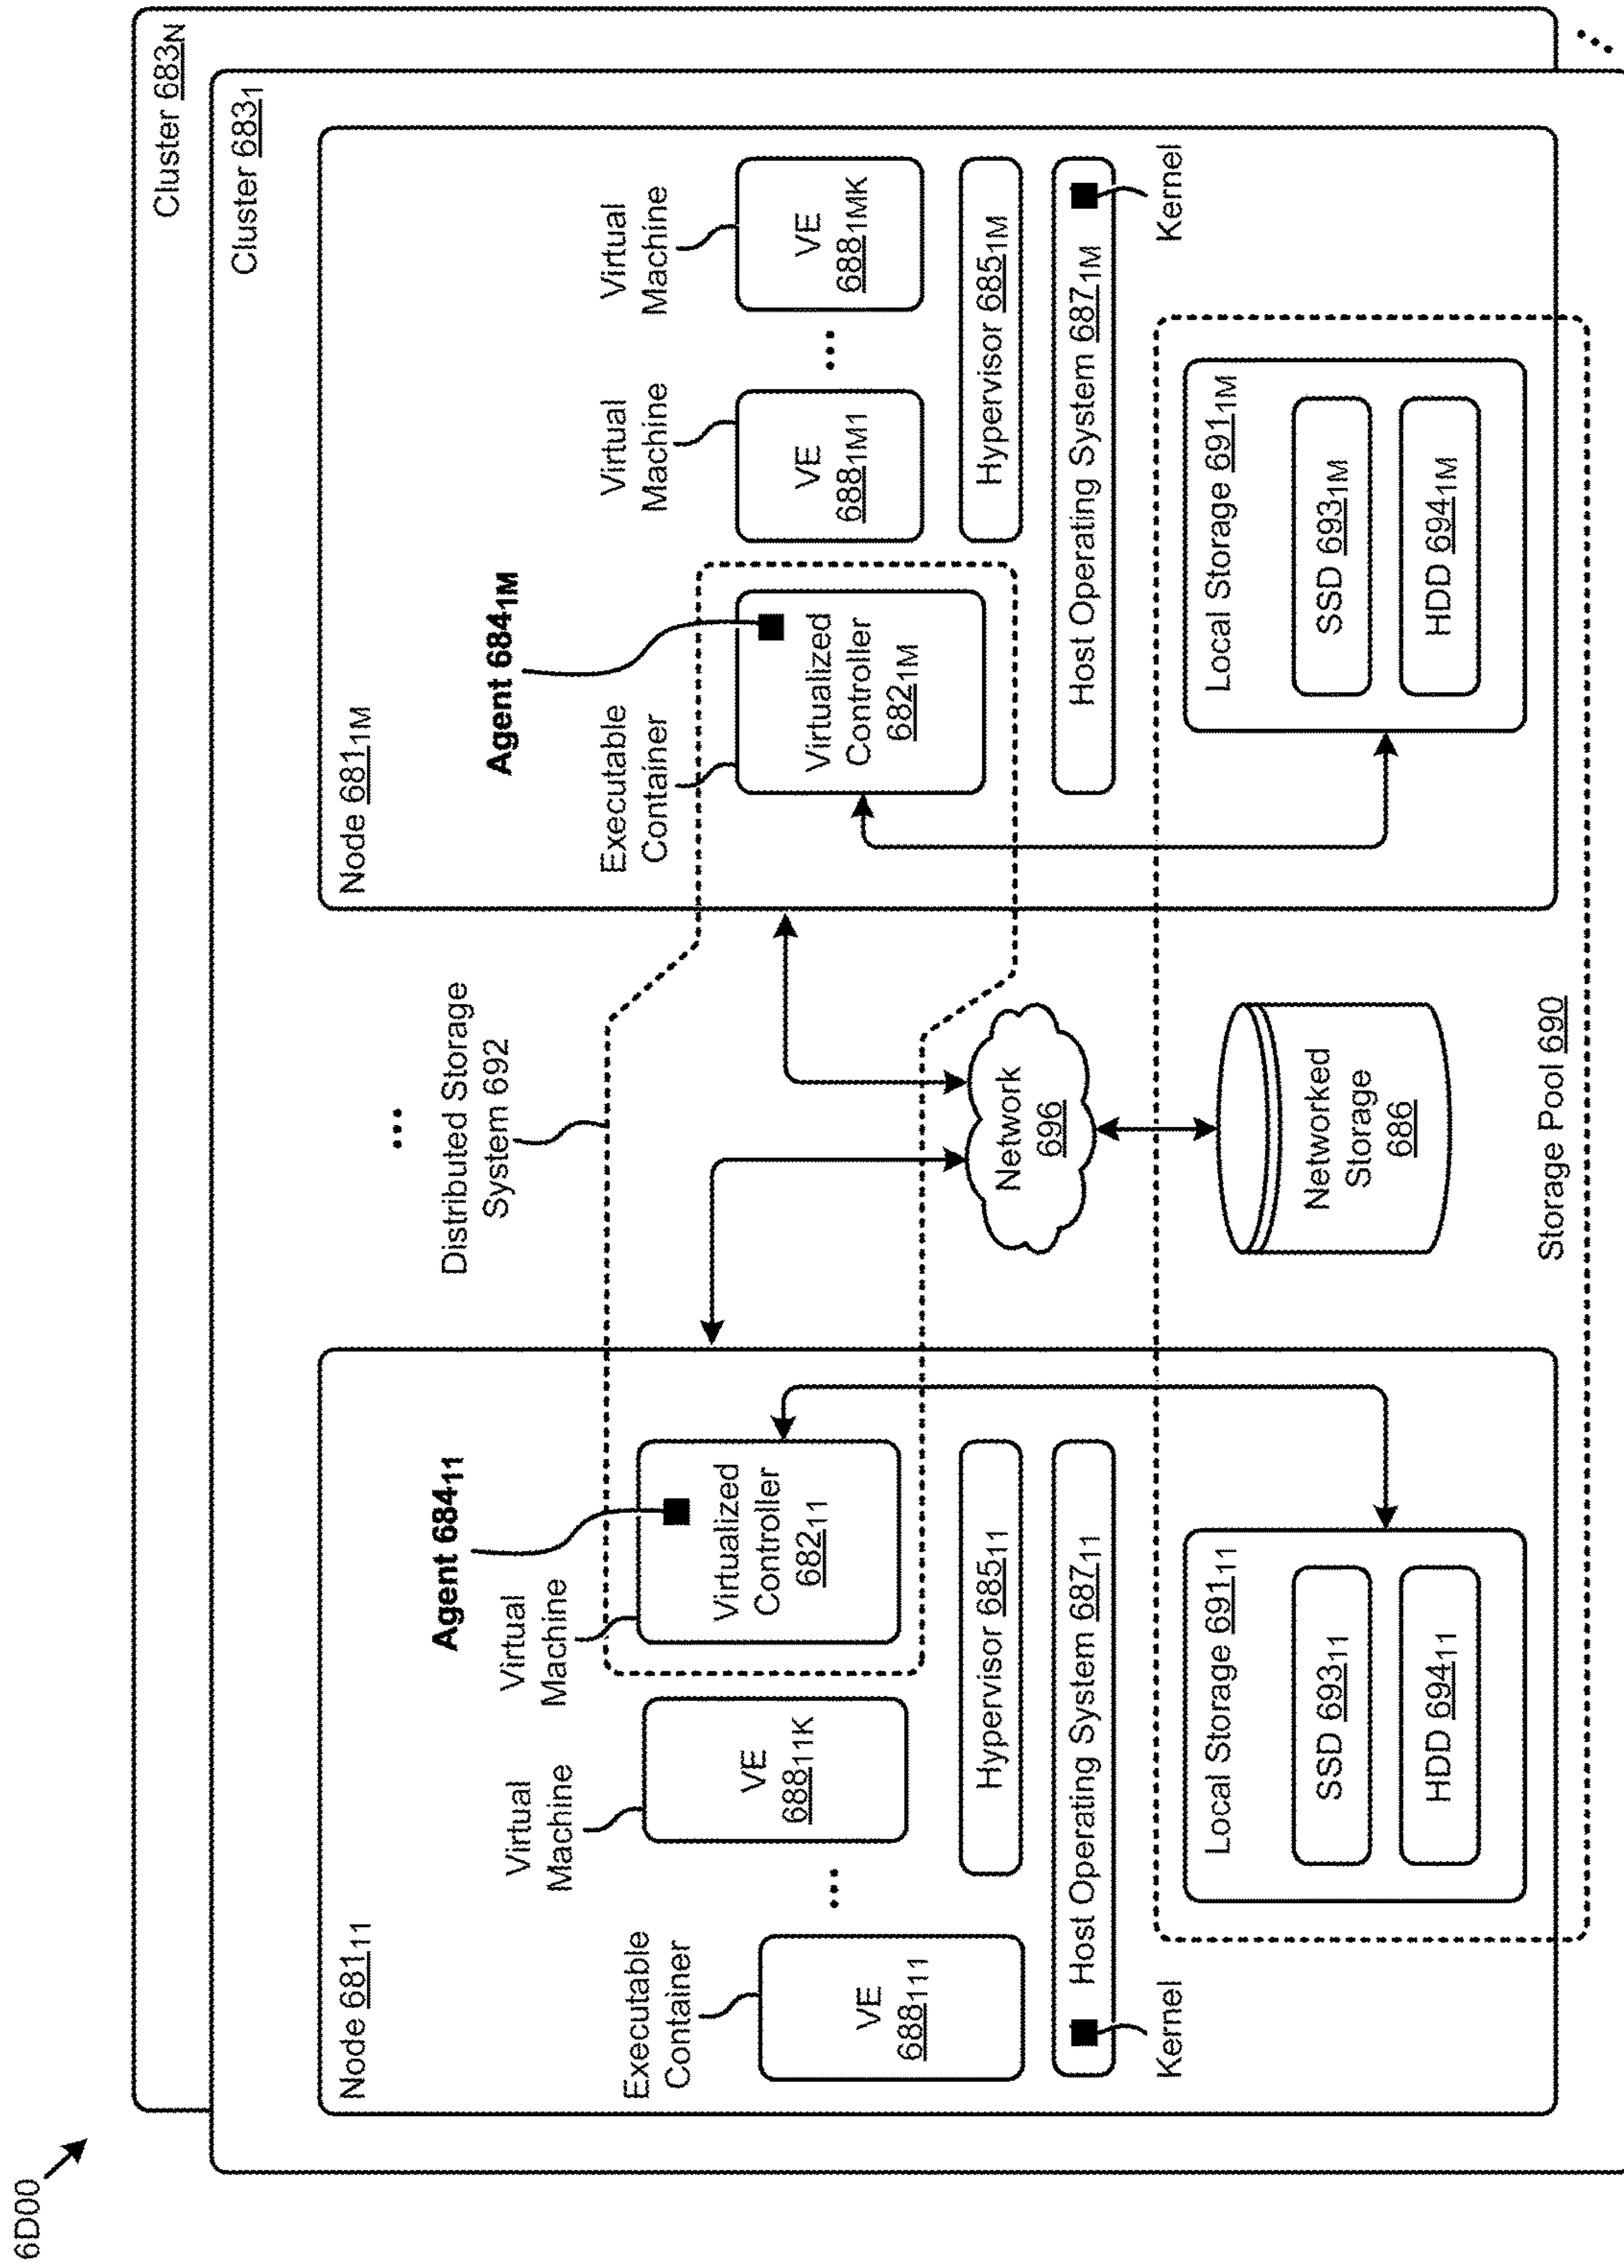 6D00
Cluster 683N
Cluster 6831
Node 68111
Agent 68411
Virtual
Machine
Virtualized
Controller
68211
Virtual
Machine
VE
68811K
...
Executable
Container
VE
688111
Hypervisor 68511
Host Operating System 68711
Kernel
Local Storage 69111
SSD 69311
HDD 69411
...
Distributed Storage
System 692
Network
696
Networked
Storage
686
Storage Pool 690
Node 6811M
Agent 6841M
Executable
Container
Virtualized
Controller
6821M
Virtual
Machine
VE
6881M1
...
Virtual
Machine
VE
6881MK
Hypervisor 6851M
Host Operating System 6871M
Kernel
Local Storage 6911M
SSD 6931M
HDD 6941M
...